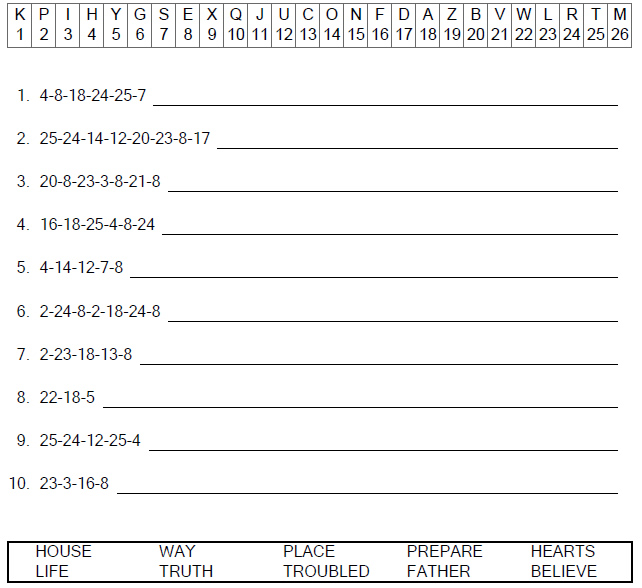 K P I H Y G S E X Q J U C O N F D A Z B V W L R T M
1 2 3 4 5 6 7 8 9 10 11 12 13 14 15 16 17 18 19 20 21 22 23 24 25 26
1. 4-8-18-24-25-7
2. 25-24-14-12-20-23-8-17
3. 20-8-23-3-8-21-8
4. 16-18-25-4-8-24
5. 4-14-12-7-8
6. 2-24-8-2-18-24-8
7. 2-23-18-13-8
8. 22-18-5
9. 25-24-12-25-4
10. 23-3-16-8
HOUSE WAY PLACE PREPARE HEARTS
LIFE TRUTH TROUBLED FATHER BELIEVE